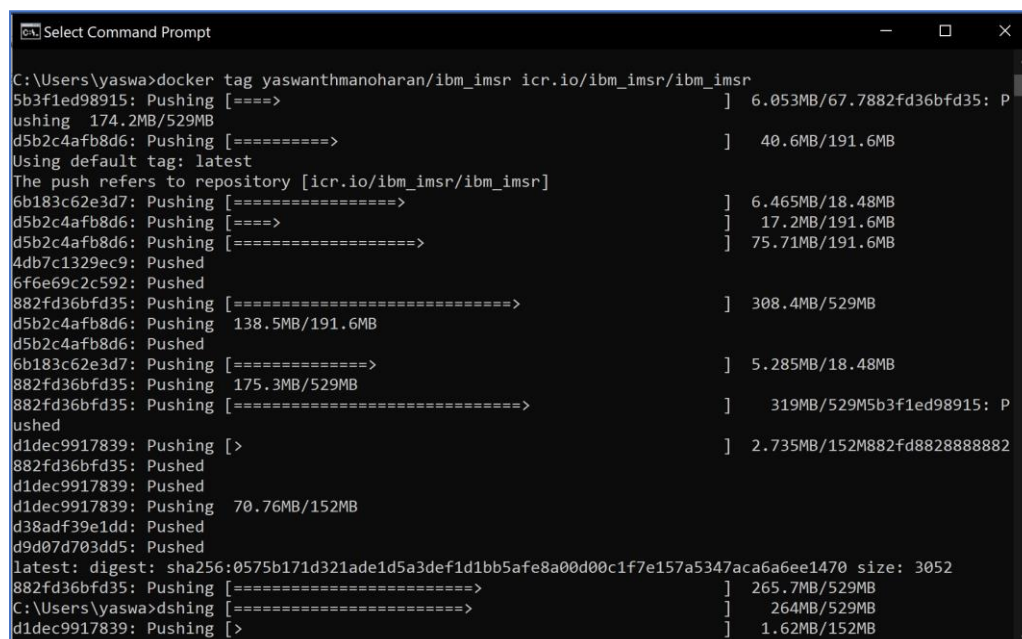 Select Command Prompt
C:\Users\yaswa>docker tag yaswanthmanoharan/ibm_imsr icr.io/ibm_imsr/ibm_imsr
5b3f1ed98915: Pushing [====>                                              ]  6.053MB/67.7882fd36bfd35: P
ushing  174.2MB/529MB
d5b2c4afb8d6: Pushing [==========>                                        ]   40.6MB/191.6MB
Using default tag: latest
The push refers to repository [icr.io/ibm_imsr/ibm_imsr]
6b183c62e3d7: Pushing [=================>                                 ]  6.465MB/18.48MB
d5b2c4afb8d6: Pushing [====>                                              ]   17.2MB/191.6MB
d5b2c4afb8d6: Pushing [===================>                               ]  75.71MB/191.6MB
4db7c1329ec9: Pushed
6f6e69c2c592: Pushed
882fd36bfd35: Pushing [=============================>                     ]  308.4MB/529MB
d5b2c4afb8d6: Pushing  138.5MB/191.6MB
d5b2c4afb8d6: Pushed
6b183c62e3d7: Pushing [==============>                                    ]  5.285MB/18.48MB
882fd36bfd35: Pushing  175.3MB/529MB
882fd36bfd35: Pushing [==============================>                    ]    319MB/529M5b3f1ed98915: P
ushed
d1dec9917839: Pushing [>                                                  ]  2.735MB/152M882fd8828888882
882fd36bfd35: Pushed
d1dec9917839: Pushed
d1dec9917839: Pushing  70.76MB/152MB
d38adf39e1dd: Pushed
d9d07d703dd5: Pushed
latest: digest: sha256:0575b171d321ade1d5a3def1d1bb5afe8a00d00c1f7e157a5347aca6a6ee1470 size: 3052
882fd36bfd35: Pushing [=========================>                         ]  265.7MB/529MB
C:\Users\yaswa>dshing [========================>                          ]    264MB/529MB
d1dec9917839: Pushing [>                                                  ]   1.62MB/152MB